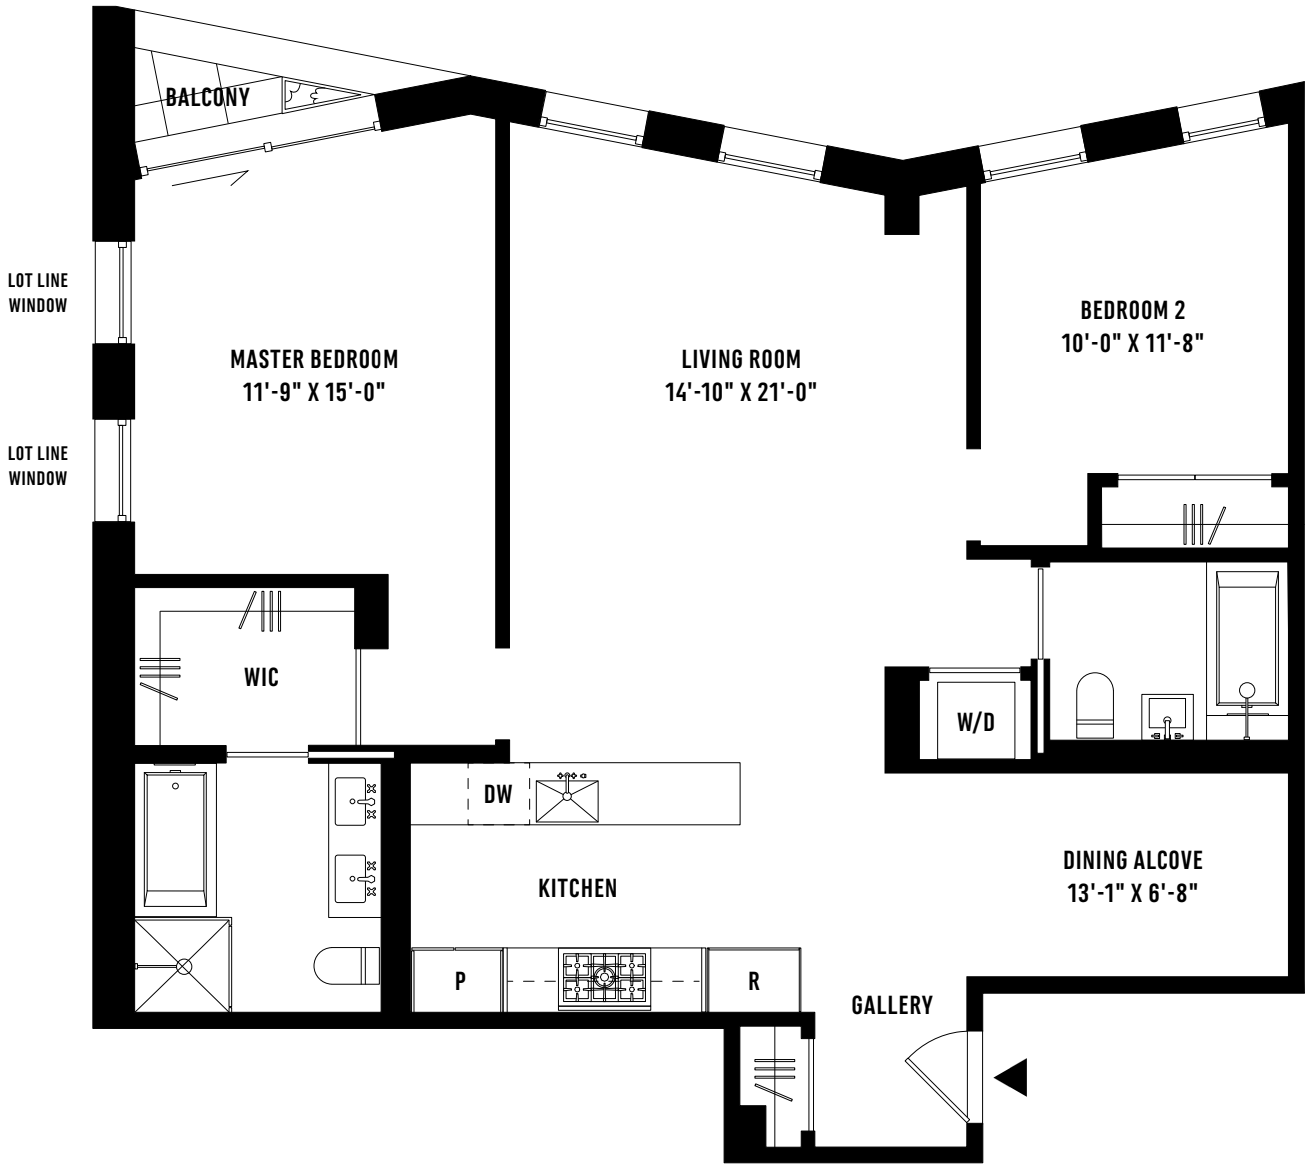 BALCONY
LOT LINE
WINDOW
MASTER BEDROOM
11'-9" X 15'-0"
LIVING ROOM
14'-10" X 21'-0"
BEDROOM 2
10'-0" X 11'-8"
LOT LINE
WINDOW
WIC
W/D
DW
KITCHEN
DINING ALCOVE
13'-1" X 6'-8"
P
R
GALLERY